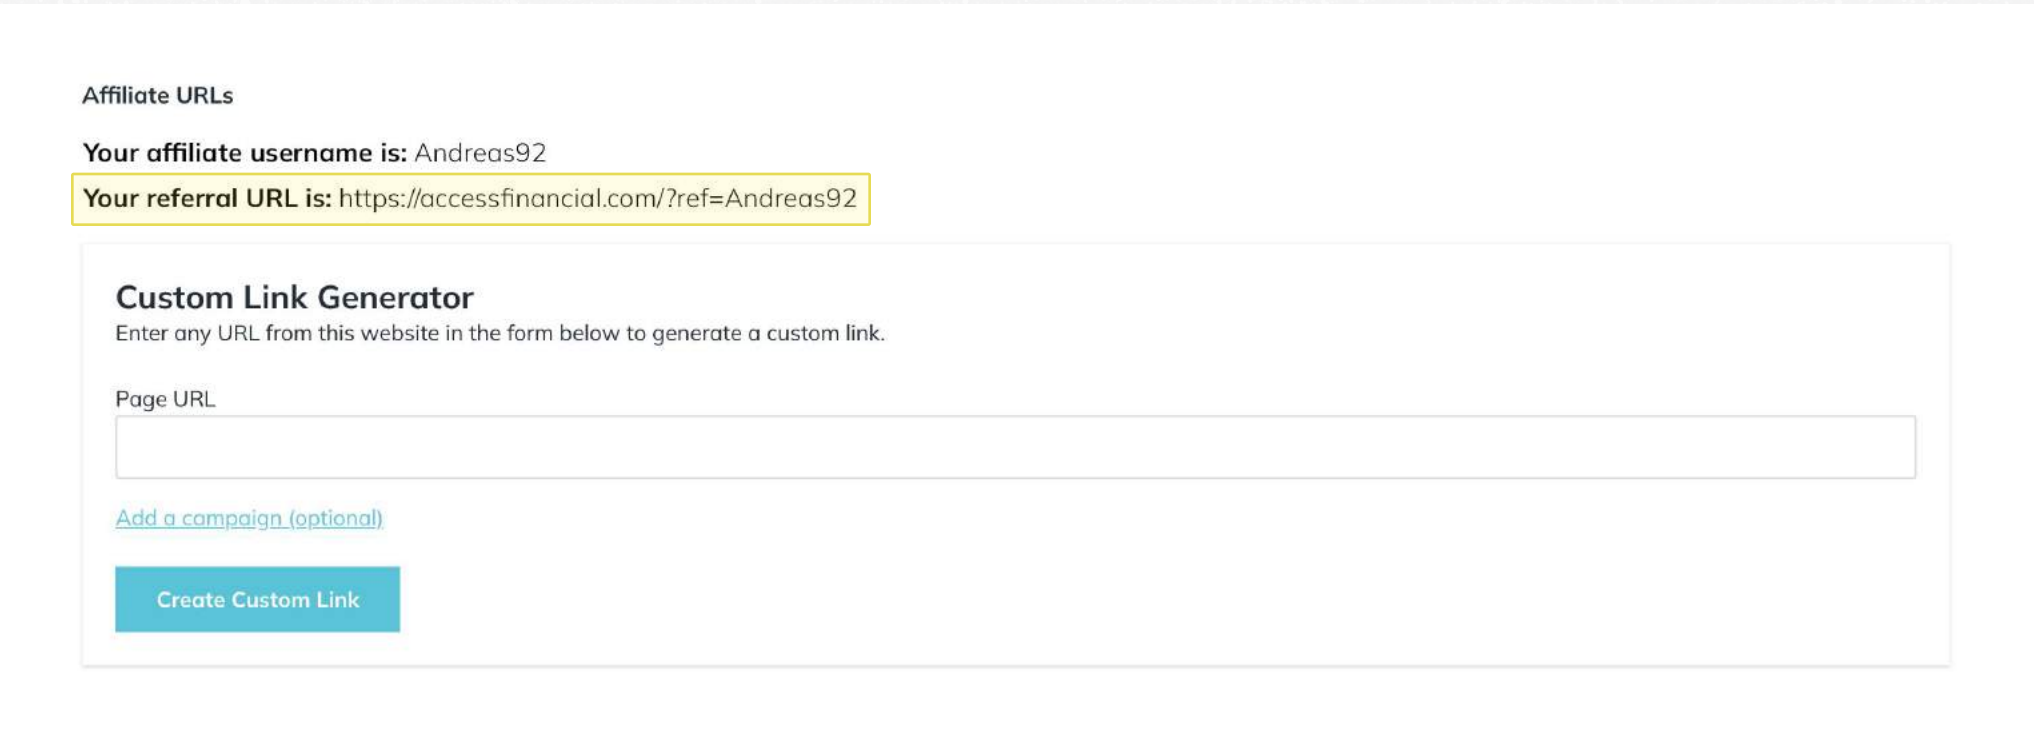 Affiliate URLs
Your affiliate username is: Andreas92
Your referral URL is: https://accessfinancial.com/?ref=Andreas92
Custom Link Generator
Enter any URL from this website in the form below to generate a custom link.
Page URL
Add a campaign (optional)
Create Custom Link